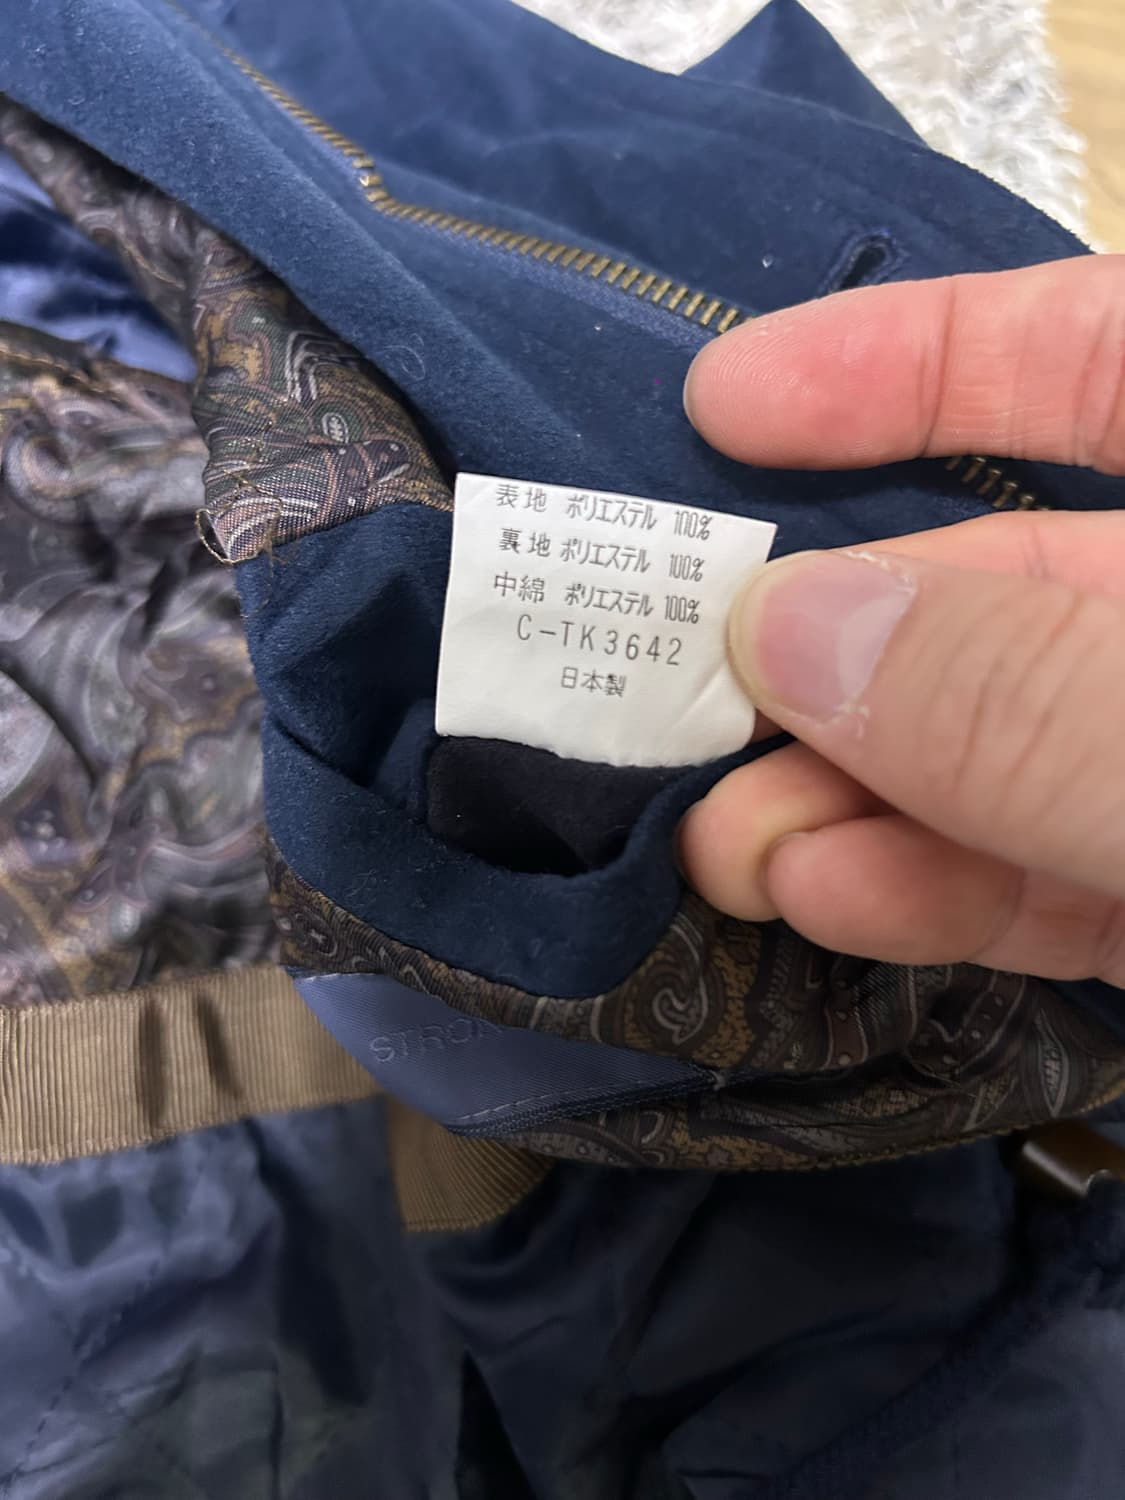 表地 ポリエステル 100%
裏地 ポリエステル 100%
中綿 ポリエステル 100%
C-TK3642
日本製